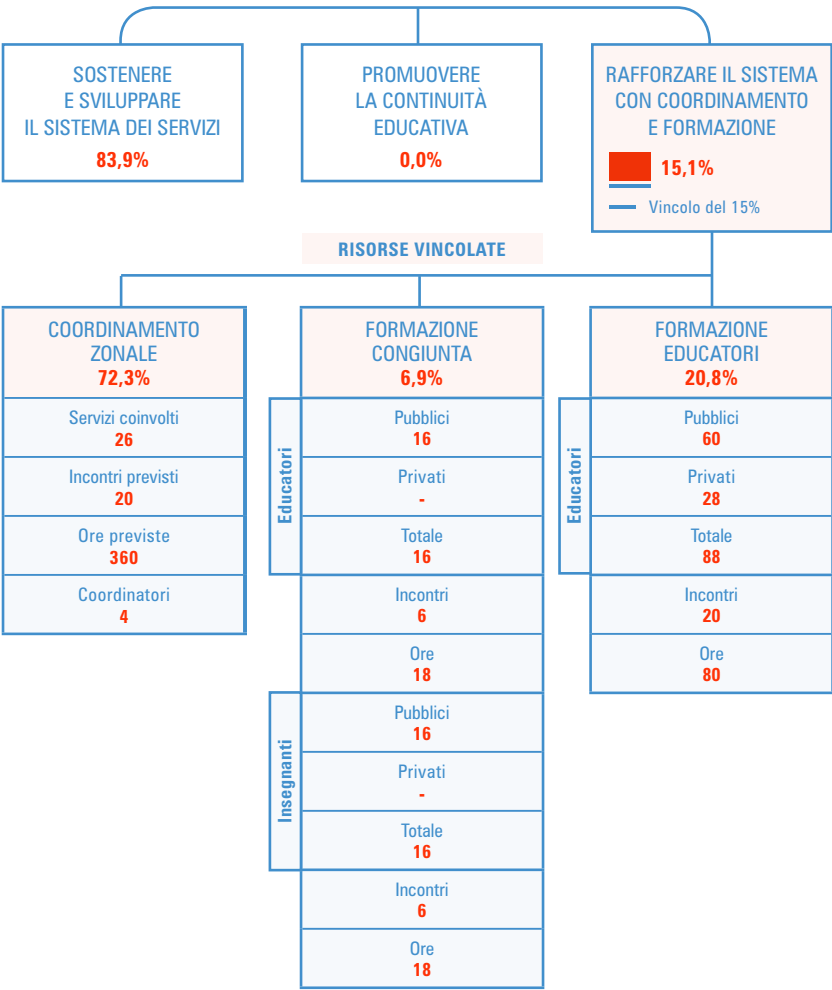 SOSTENERE
E SVILUPPARE
IL SISTEMA DEI SERVIZI
83,9%
PROMUOVERE
LA CONTINUITÀ
EDUCATIVA
0,0%
RAFFORZARE IL SISTEMA
CON COORDINAMENTO
E FORMAZIONE
15,1%
Vincolo del 15%
RISORSE VINCOLATE
COORDINAMENTO
ZONALE
72,3%
Servizi coinvolti
26
Incontri previsti
20
Ore previste
360
Coordinatori
4
FORMAZIONE
CONGIUNTA
6,9%
Educatori
Pubblici
16
Privati
-
Totale
16
Incontri
6
Ore
18
Insegnanti
Pubblici
16
Privati
-
Totale
16
Incontri
6
Ore
18
FORMAZIONE
EDUCATORI
20,8%
Educatori
Pubblici
60
Privati
28
Totale
88
Incontri
20
Ore
80